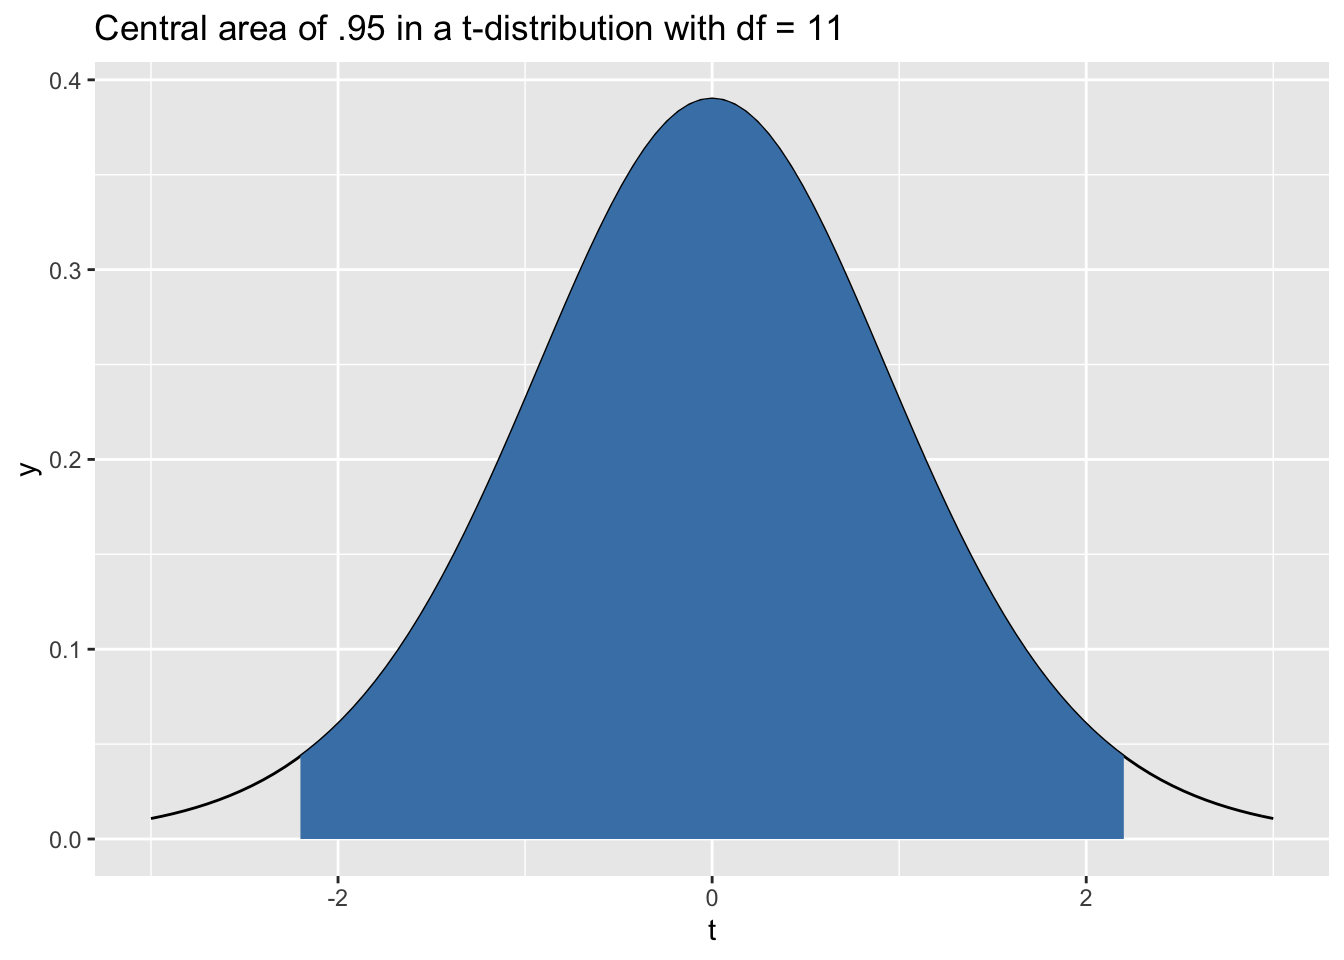 Central area of .95 in a t-distribution with df = 11
0.4
0.3
0.2
0.1
0.0
y
-2 0 2
t